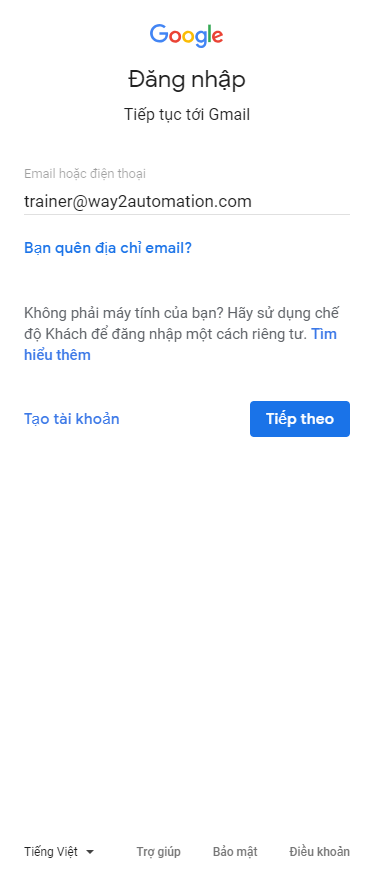 Google
Đăng nhập
Tiếp tục tới Gmail
Email hoặc điện thoại
trainer@way2automation.com
Bạn quên địa chỉ email?
Không phải máy tính của bạn? Hãy sử dụng chế
độ Khách để đăng nhập một cách riêng tư. Tìm
hiểu thêm
Tạo tài khoản
Tiếp theo
Tiếng Việt
Trợ giúp
Bảo mật
Điều khoản